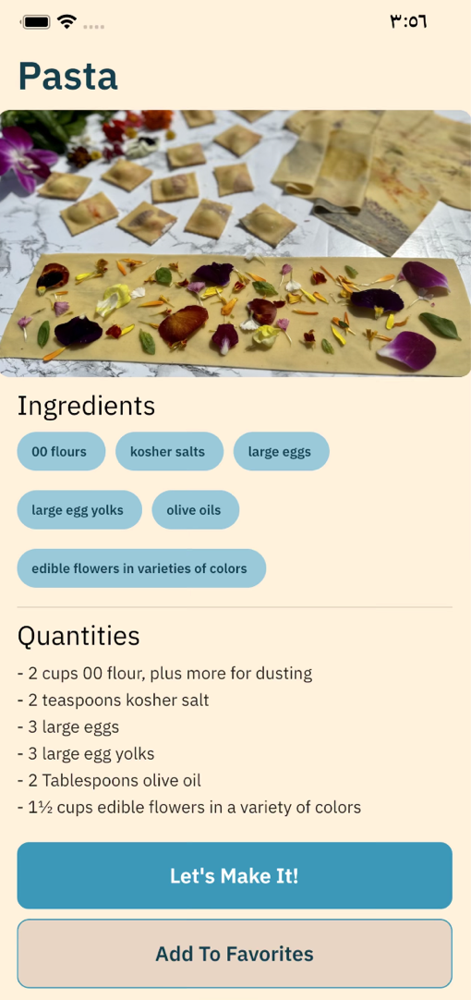 ٣:٥٦
Pasta
Ingredients
00 flours
kosher salts
large eggs
large egg yolks
olive oils
edible flowers in varieties of colors
Quantities
- 2 cups 00 flour, plus more for dusting
- 2 teaspoons kosher salt
- 3 large eggs
- 3 large egg yolks
- 2 Tablespoons olive oil
- 1½ cups edible flowers in a variety of colors
Let's Make It!
Add To Favorites